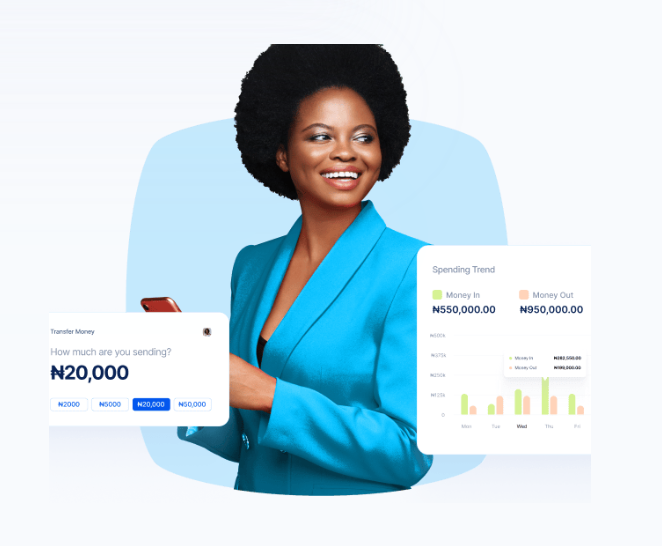 Spending Trend
Money In Money Out
₦550,000.00 ₦950,000.00
Transfer Money
How much are you sending?
₦20,000
₦2000 ₦5000 ₦20,000 ₦50,000
Money In
Money Out
0
Mon Tue Wed Thu Fri